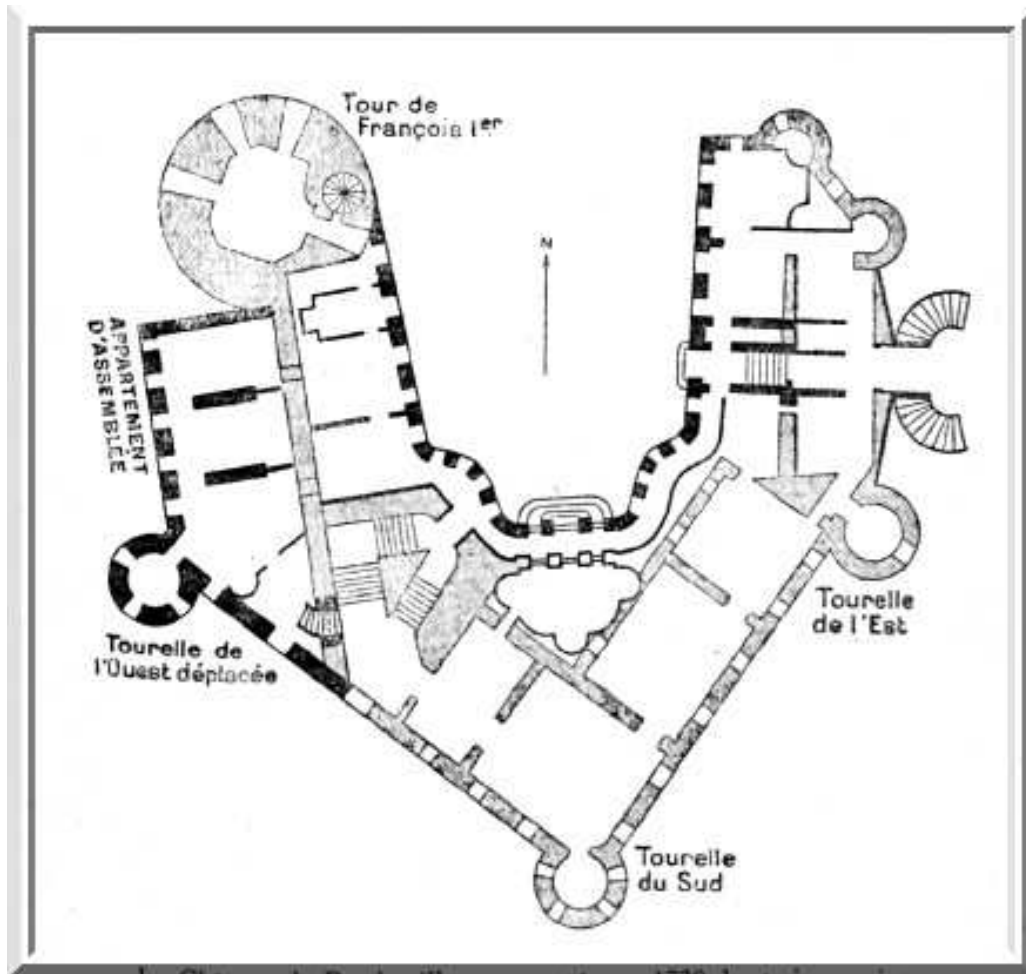 Tour de
François Ier
N
APPARTEMENT
D'ASSEMBLÉE
Tourelle
de l'Est
Tourelle de
l'Ouest déplacée
Tourelle
du Sud